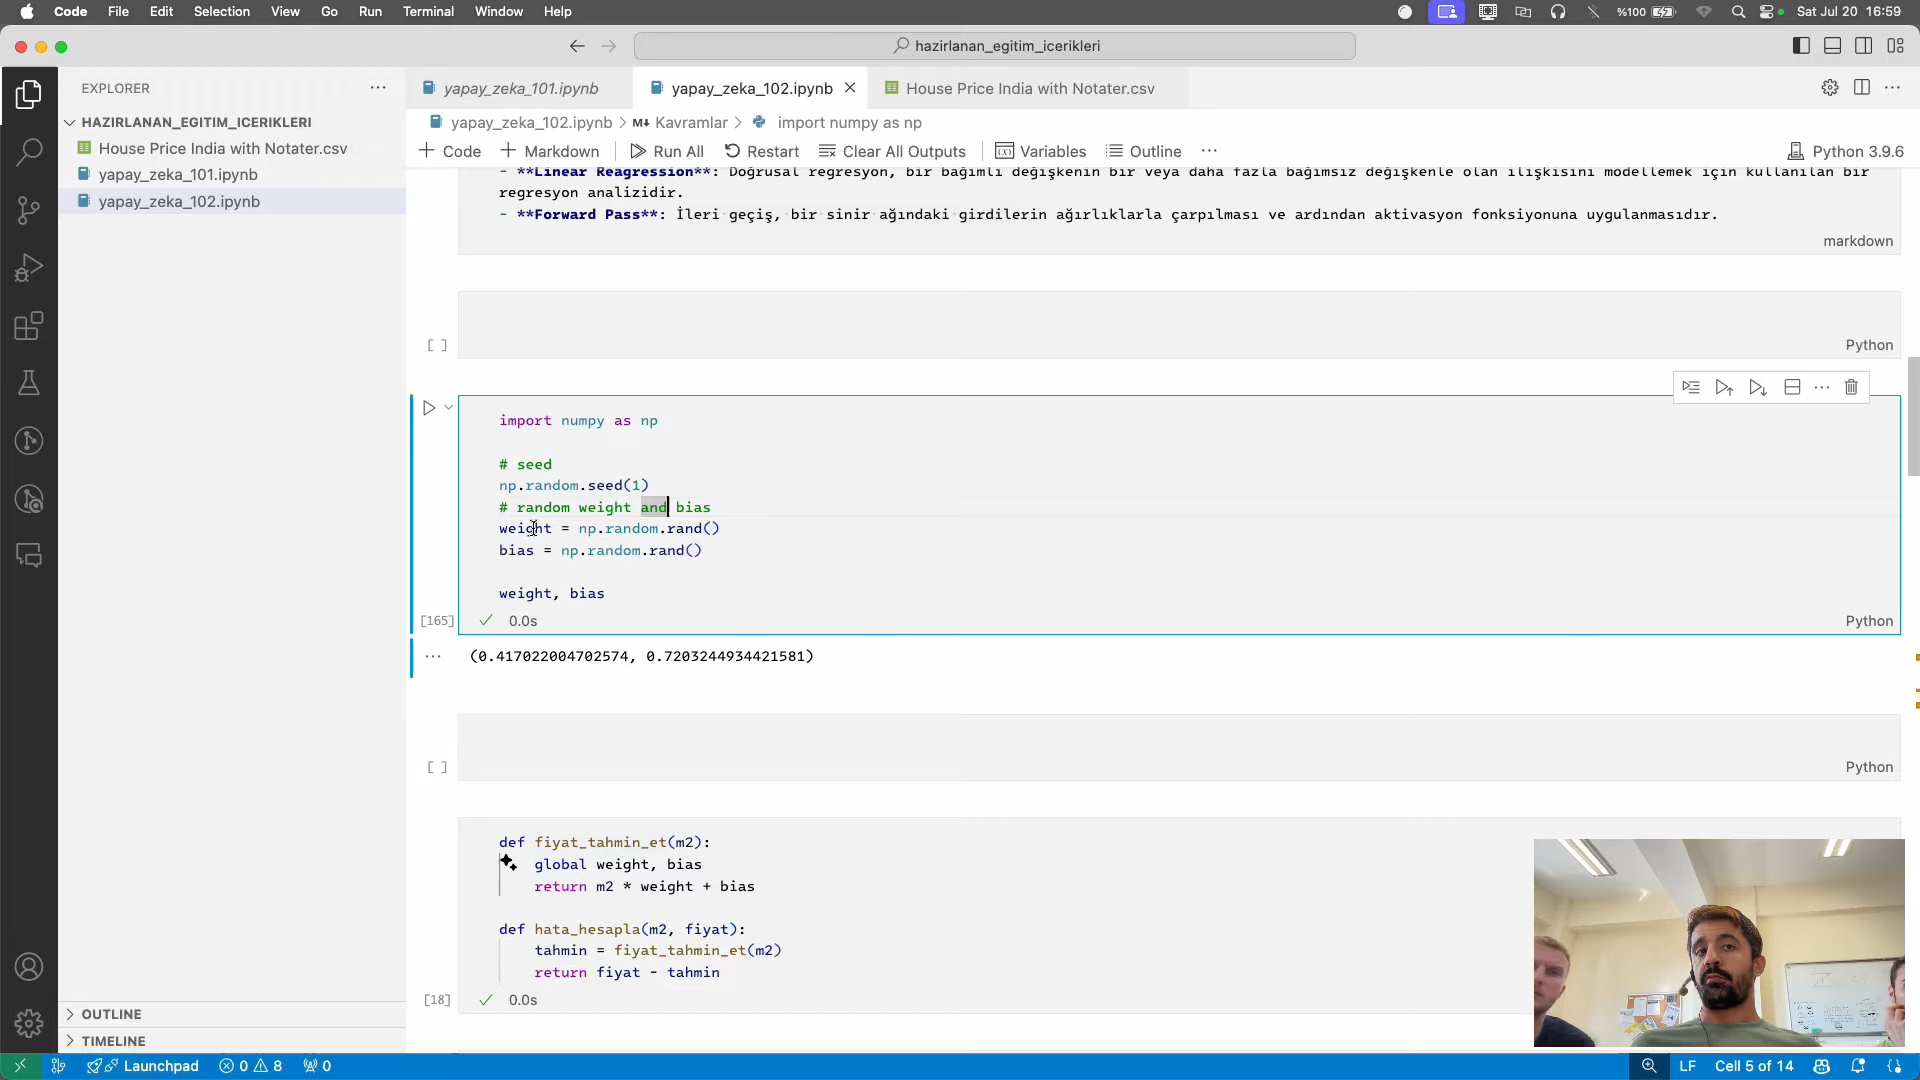 Code File Edit Selection View Go Run Terminal Window Help %100 Sat Jul 20 16:59
hazirlanan_egitim_icerikleri
EXPLORER
yapay_zeka_101.ipynb yapay_zeka_102.ipynb House Price India with Notater.csv
HAZIRLANAN_EGITIM_ICERIKLERI
House Price India with Notater.csv
yapay_zeka_101.ipynb
yapay_zeka_102.ipynb
yapay_zeka_102.ipynb > Kavramlar > import numpy as np
Code Markdown Run All Restart Clear All Outputs Variables Outline Python 3.9.6
- **Linear Reagression**: Doğrusal regresyon, bir bağımlı değişkenin bir veya daha fazla bağımsız değişkenle olan ilişkisini modellemek için kullanılan bir
regresyon analizidir.
- **Forward Pass**: İleri geçiş, bir sinir ağındaki girdilerin ağırlıklarla çarpılması ve ardından aktivasyon fonksiyonuna uygulanmasıdır.
markdown
[ ] Python
import numpy as np
# seed
np.random.seed(1)
# random weight and bias
weight = np.random.rand()
bias = np.random.rand()
weight, bias
[165] 0.0s Python
(0.417022004702574, 0.7203244934421581)
[ ] Python
def fiyat_tahmin_et(m2):
global weight, bias
return m2 * weight + bias
def hata_hesapla(m2, fiyat):
tahmin = fiyat_tahmin_et(m2)
return fiyat - tahmin
[18] 0.0s
OUTLINE
TIMELINE
Launchpad 0 8 0 LF Cell 5 of 14